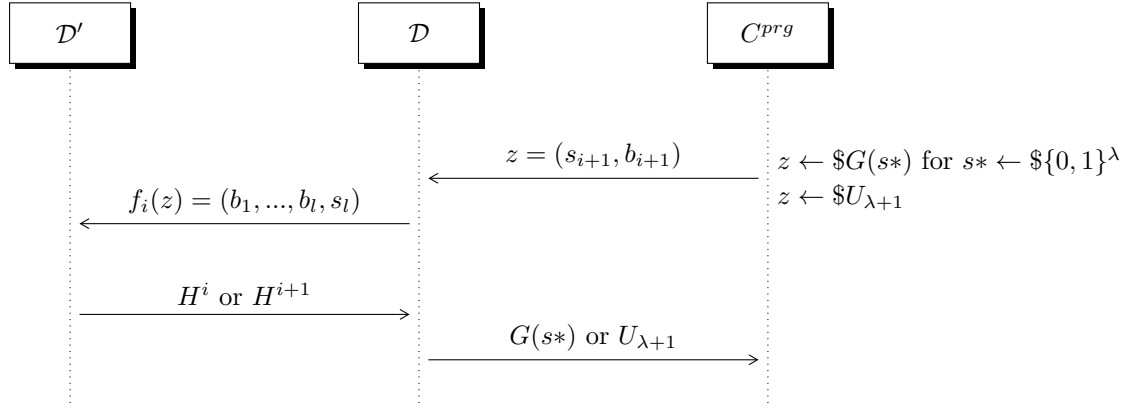 𝒟′
𝒟
C^{prg}
z = (s_{i+1}, b_{i+1})
z ← $G(s∗) for s∗ ← ${0, 1}^λ
f_i(z) = (b_1, ..., b_l, s_l)
z ← $U_{λ+1}
H^i or H^{i+1}
G(s∗) or U_{λ+1}